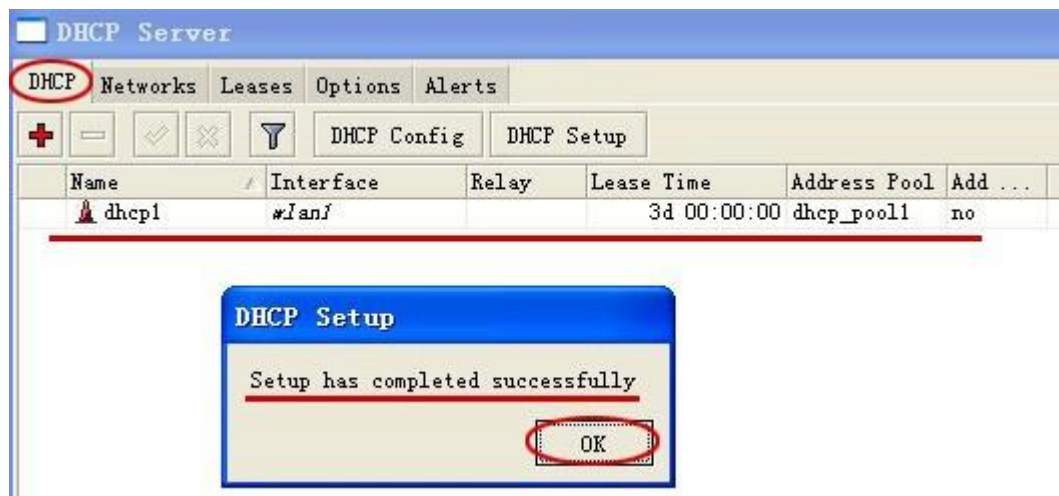 DHCP Server
DHCP Networks Leases Options Alerts
DHCP Config DHCP Setup
Name Interface Relay Lease Time Address Pool Add ...
dhcp1 wlan1 3d 00:00:00 dhcp_pool1 no
DHCP Setup
Setup has completed successfully
OK